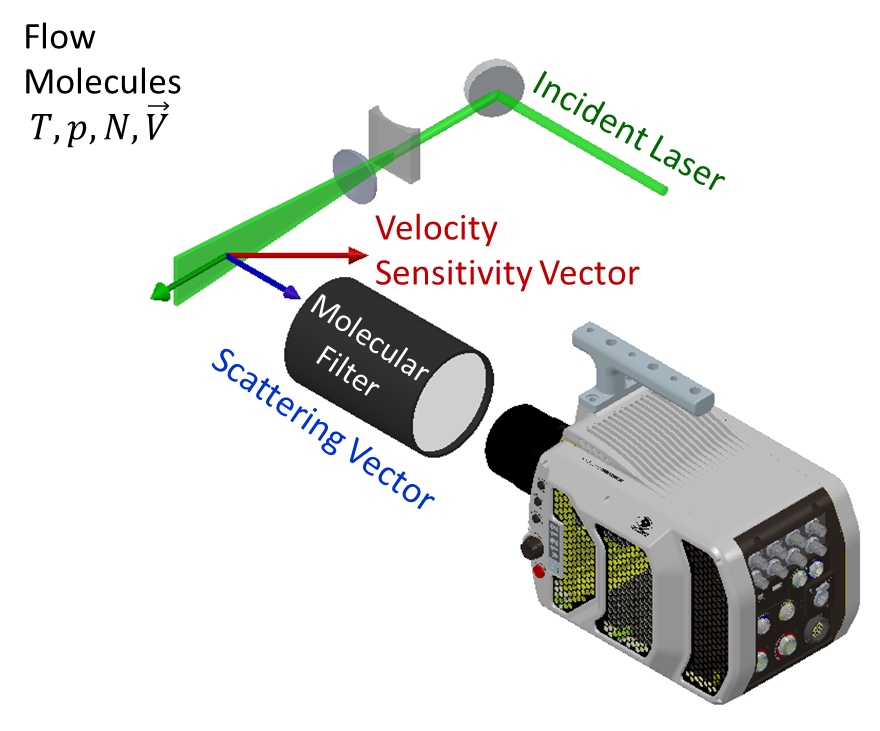 Flow
Molecules
T, p, N, V⃗
Incident Laser
Velocity
Sensitivity Vector
Molecular
Filter
Scattering Vector